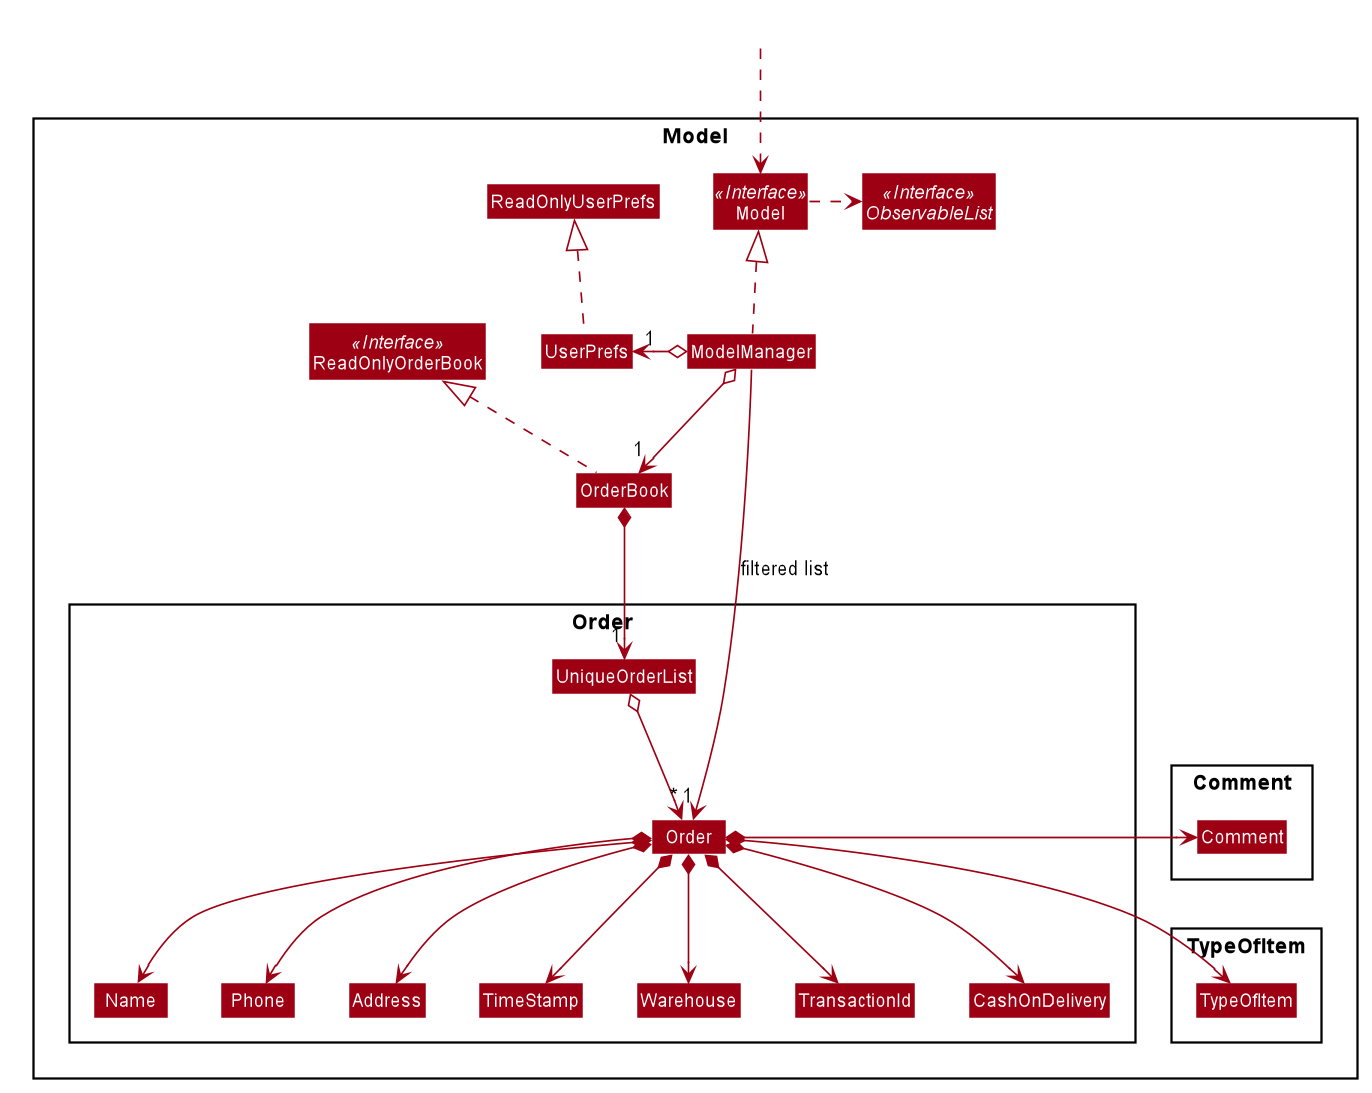 Model
«Interface»
Model
«Interface»
ObservableList
ReadOnlyUserPrefs
«Interface»
ReadOnlyOrderBook
UserPrefs
1
ModelManager
1
OrderBook
filtered list
Order
1
UniqueOrderList
* 1
Order
Comment
Comment
TypeOfItem
Name
Phone
Address
TimeStamp
Warehouse
TransactionId
CashOnDelivery
TypeOfItem